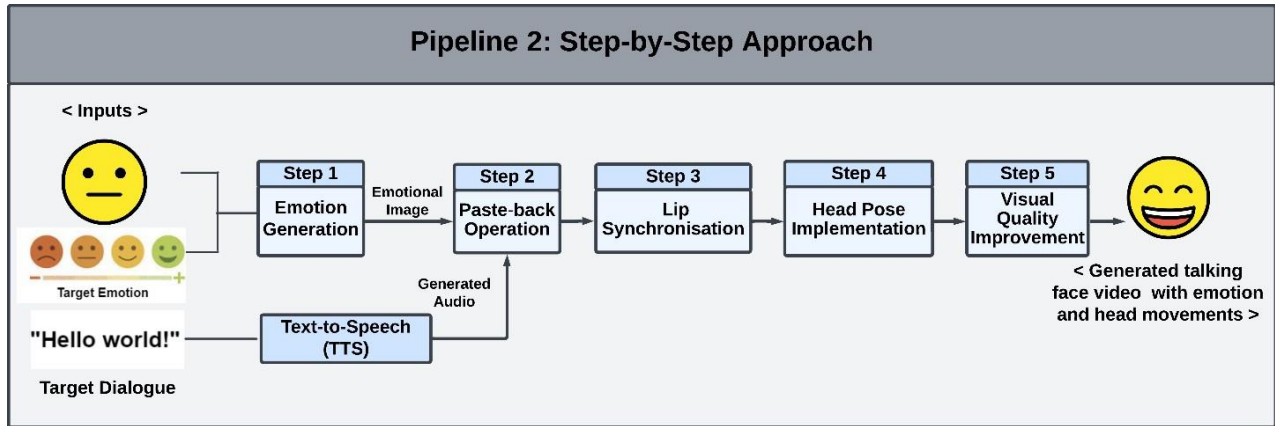 Pipeline 2: Step-by-Step Approach
< Inputs >
Target Emotion
"Hello world!"
Target Dialogue
Step 1
Emotion
Generation
Emotional
Image
Text-to-Speech
(TTS)
Generated
Audio
Step 2
Paste-back
Operation
Step 3
Lip
Synchronisation
Step 4
Head Pose
Implementation
Step 5
Visual
Quality
Improvement
< Generated talking
face video with emotion
and head movements >